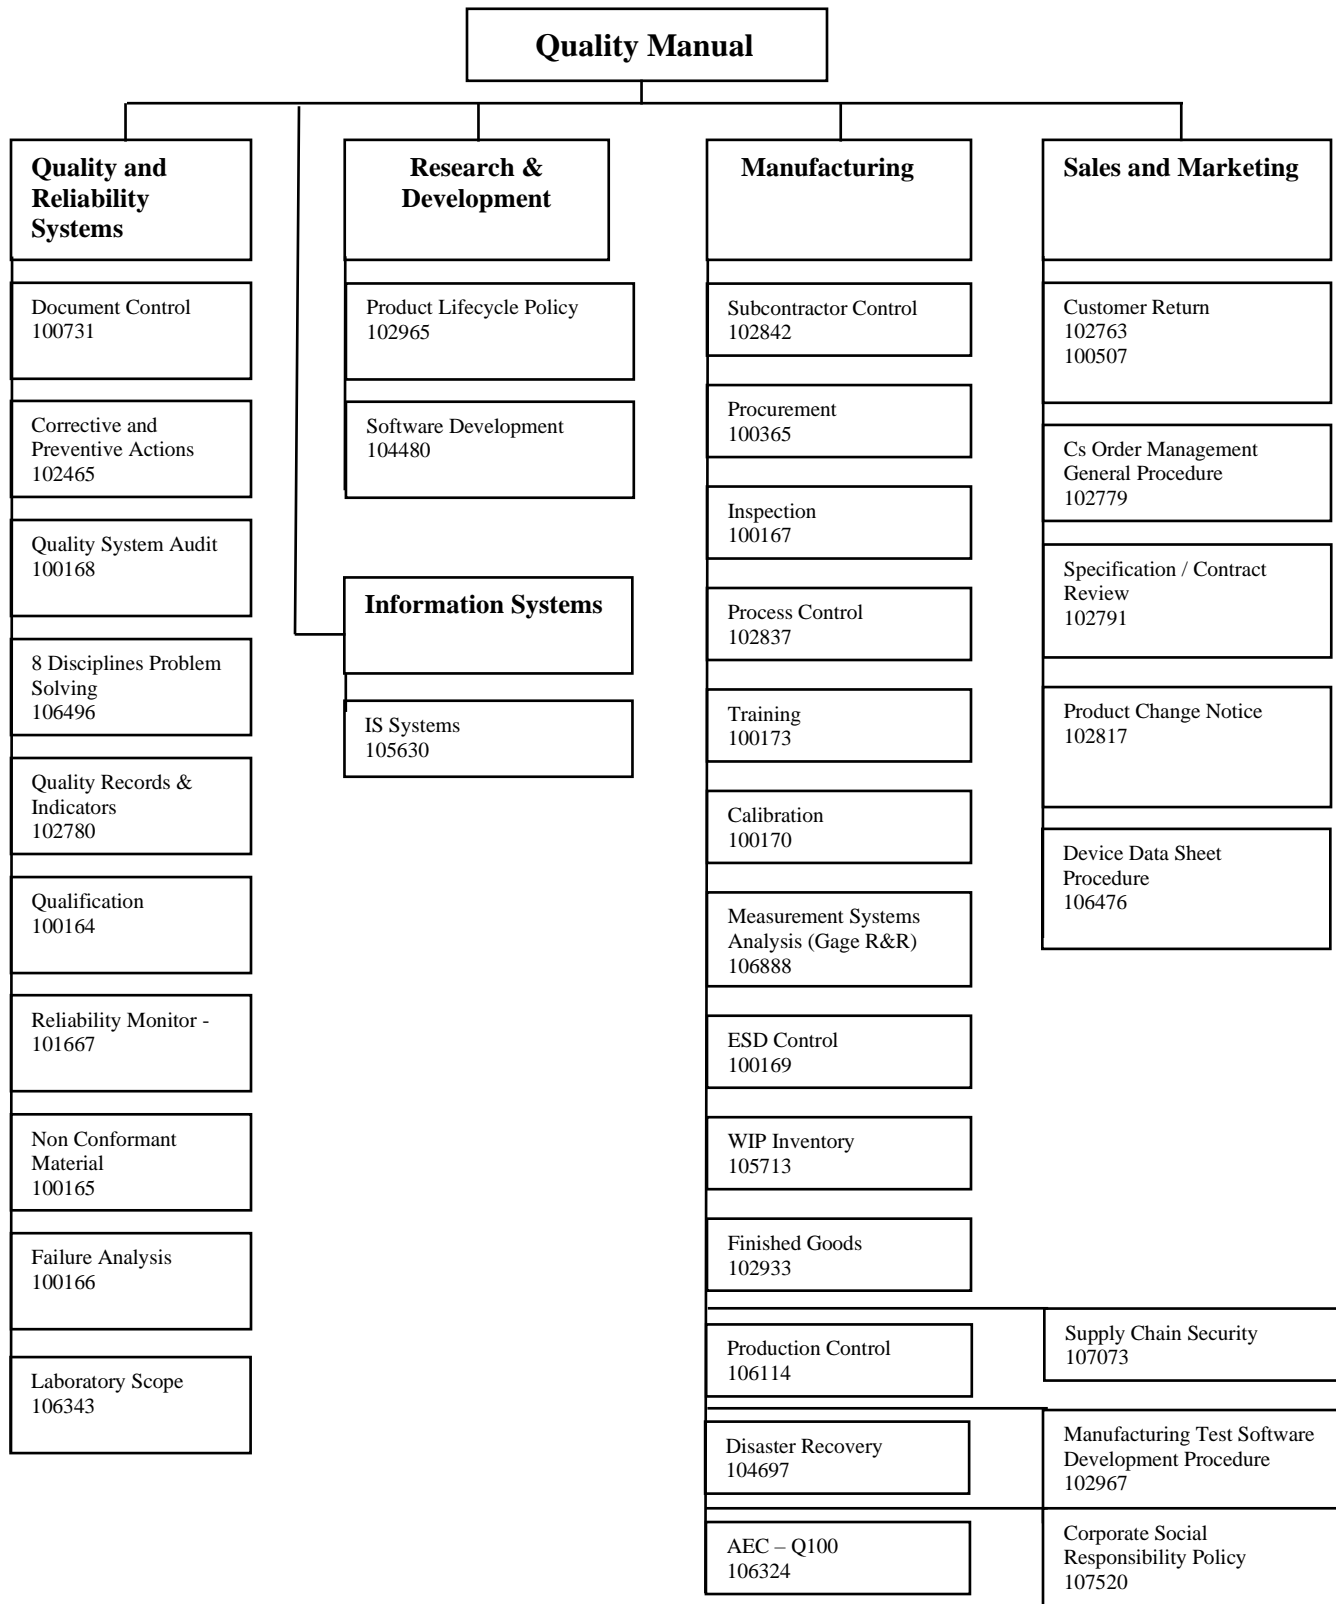 Quality Manual
Quality and
Reliability
Systems
Document Control
100731
Corrective and
Preventive Actions
102465
Quality System Audit
100168
8 Disciplines Problem
Solving
106496
Quality Records &
Indicators
102780
Qualification
100164
Reliability Monitor -
101667
Non Conformant
Material
100165
Failure Analysis
100166
Laboratory Scope
106343
Research &
Development
Product Lifecycle Policy
102965
Software Development
104480
Information Systems
IS Systems
105630
Manufacturing
Subcontractor Control
102842
Procurement
100365
Inspection
100167
Process Control
102837
Training
100173
Calibration
100170
Measurement Systems
Analysis (Gage R&R)
106888
ESD Control
100169
WIP Inventory
105713
Finished Goods
102933
Production Control
106114
Disaster Recovery
104697
AEC – Q100
106324
Sales and Marketing
Customer Return
102763
100507
Cs Order Management
General Procedure
102779
Specification / Contract
Review
102791
Product Change Notice
102817
Device Data Sheet
Procedure
106476
Supply Chain Security
107073
Manufacturing Test Software
Development Procedure
102967
Corporate Social
Responsibility Policy
107520